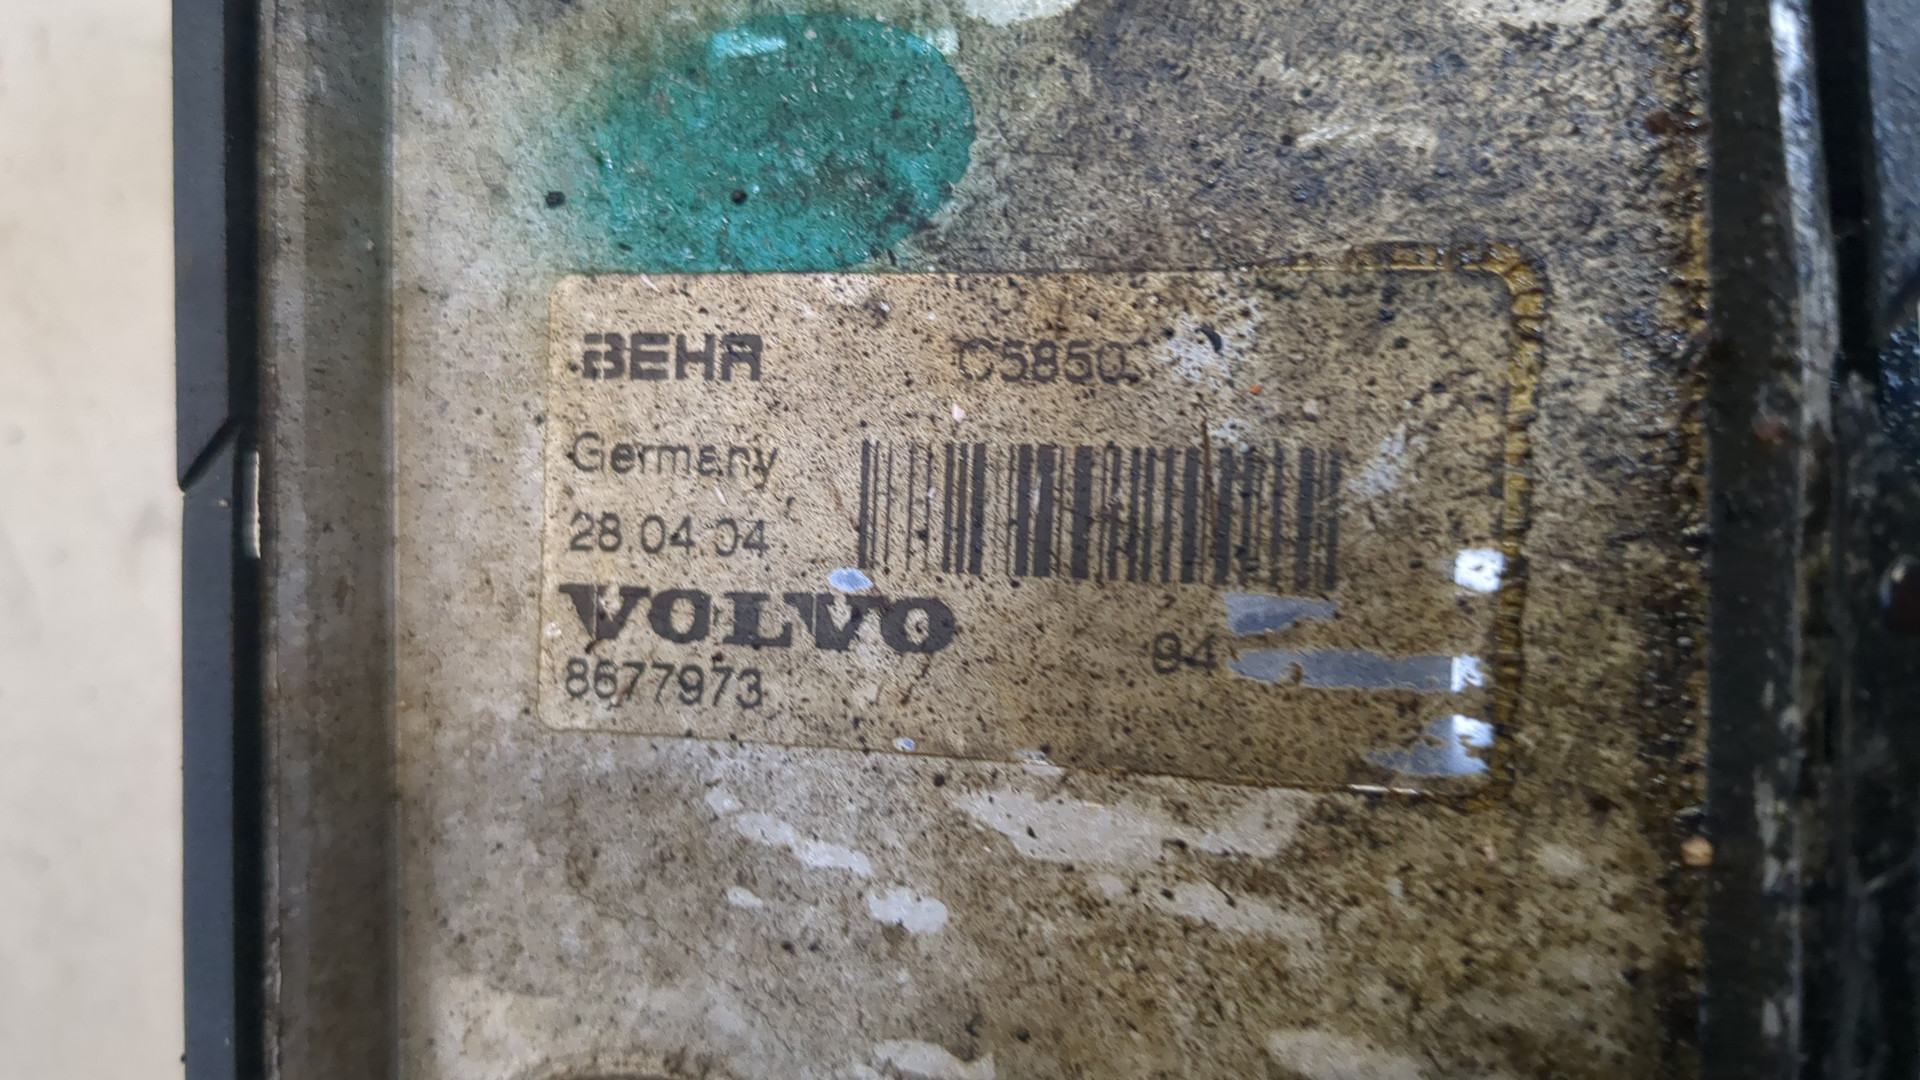 BEHR C5850
Germany
28.04.04
VOLVO
8677973 94